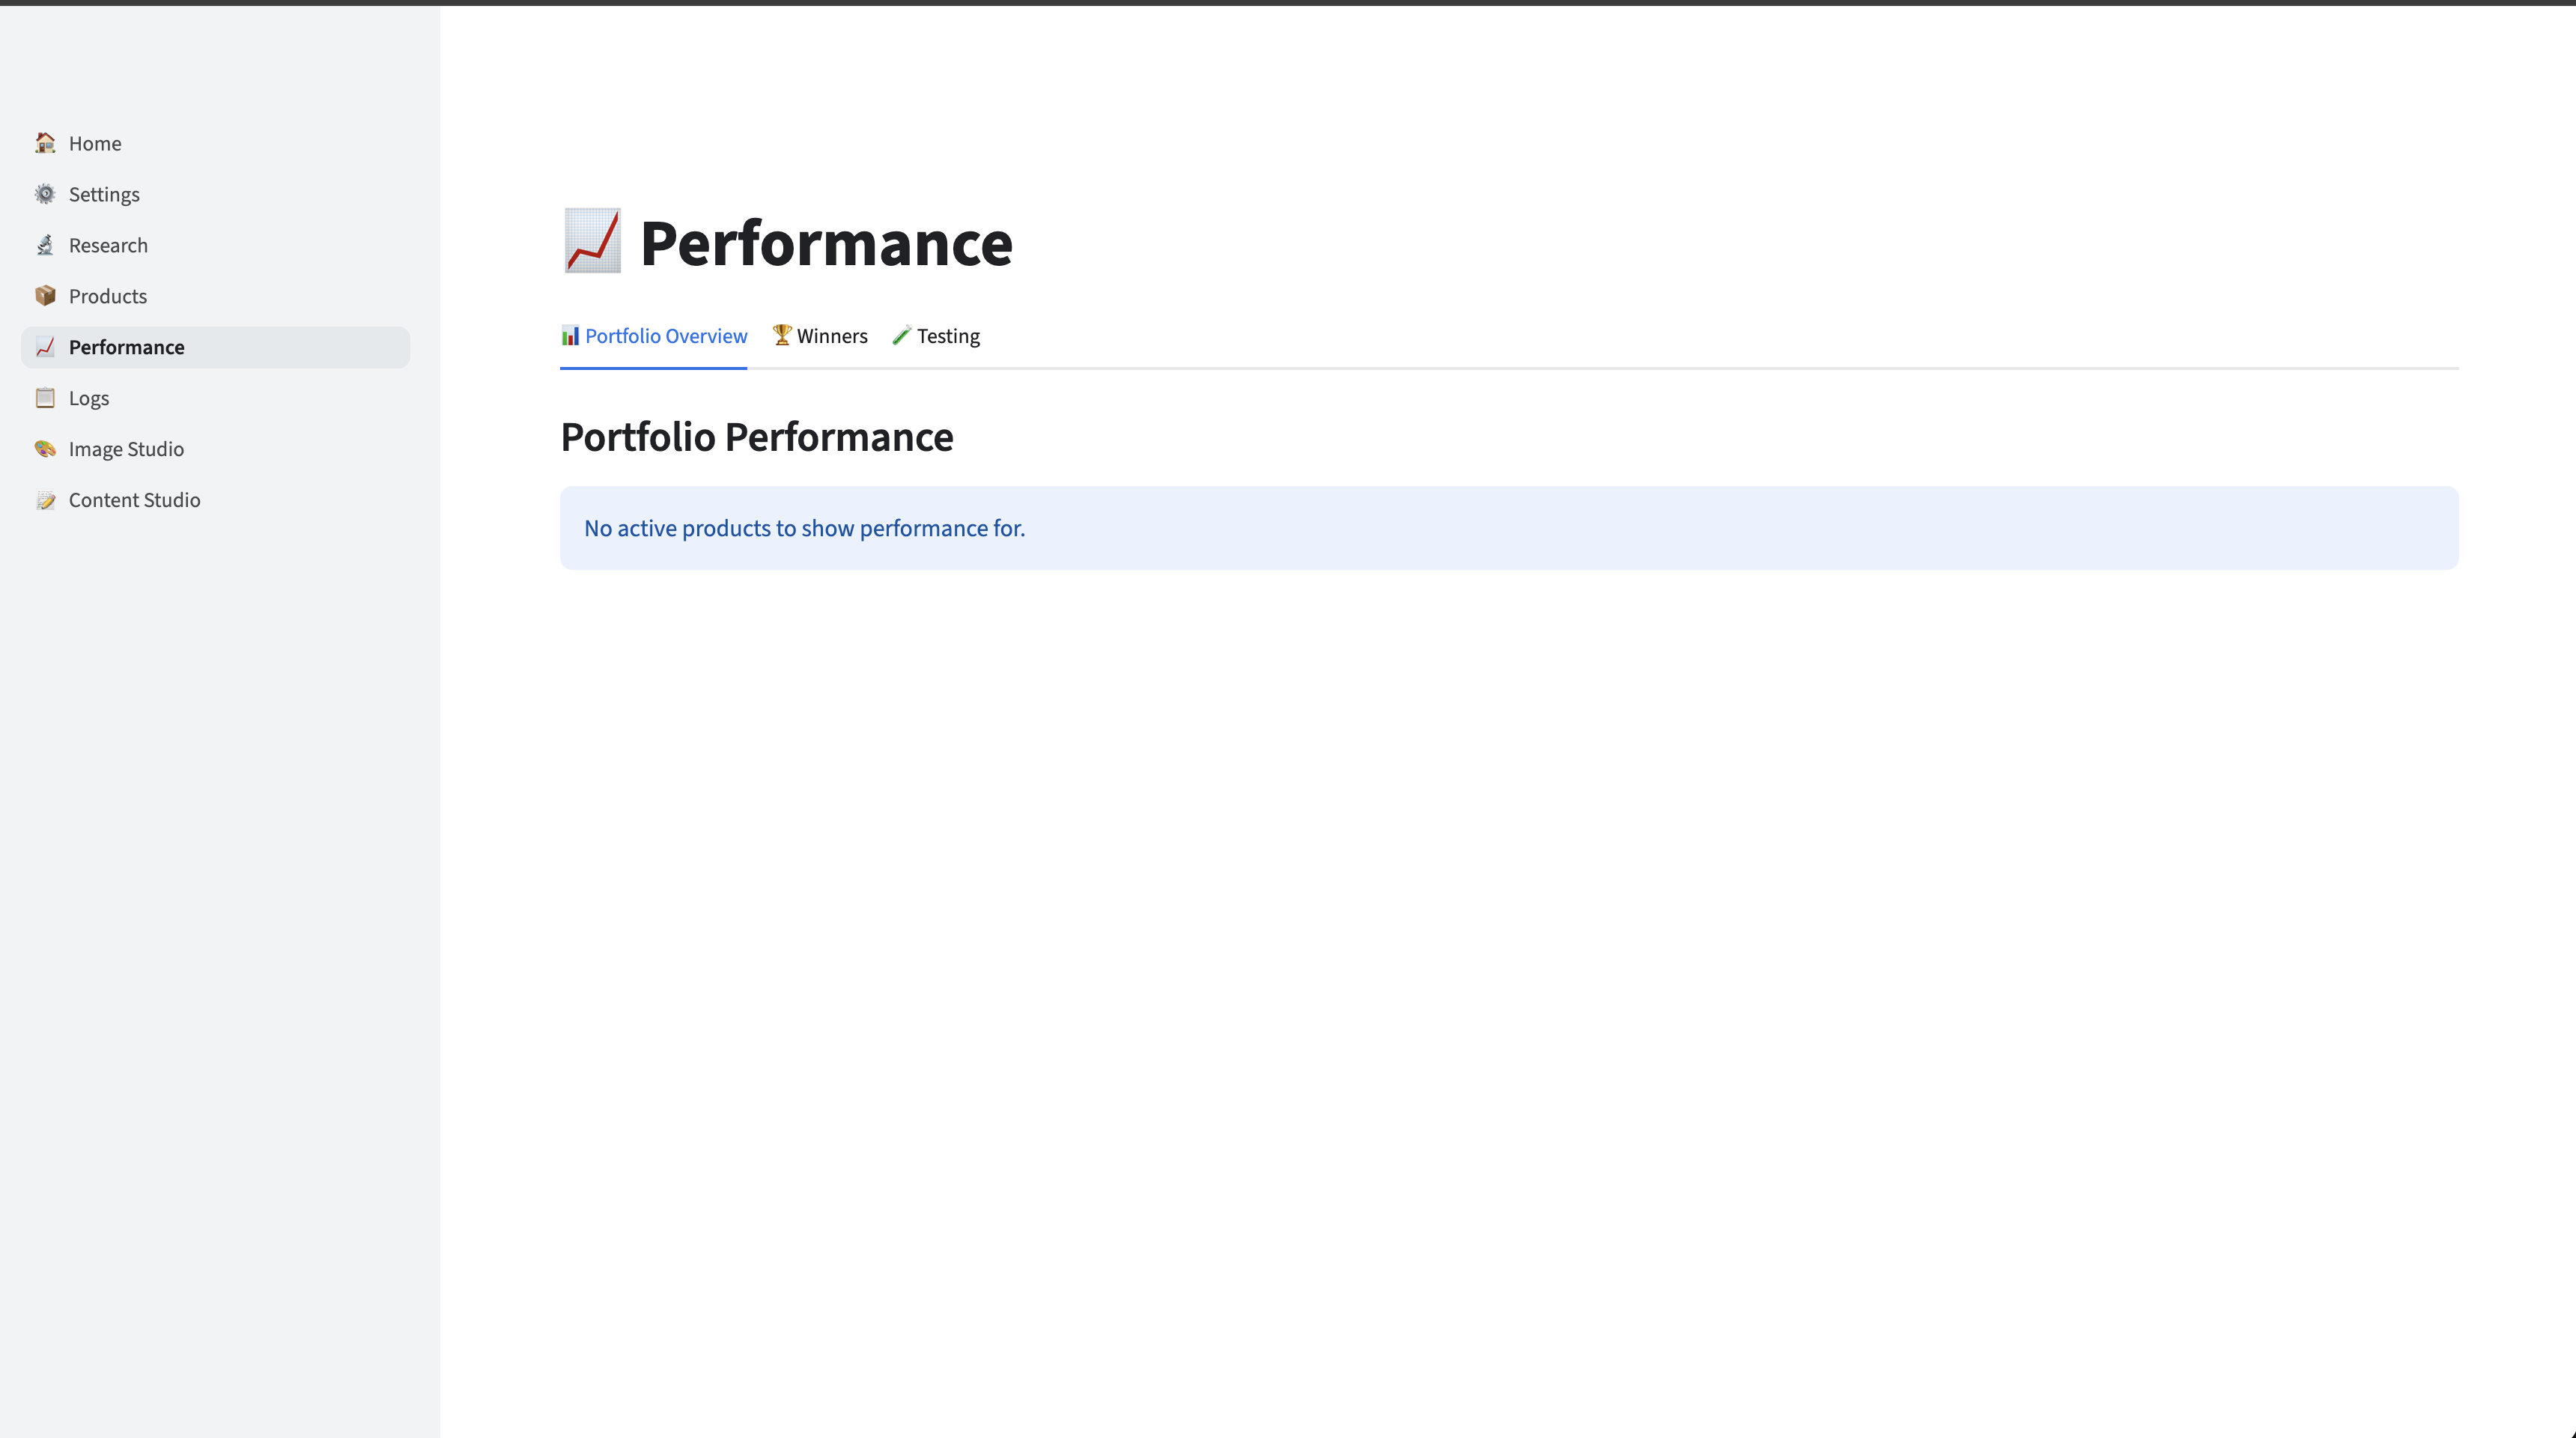 Home
Settings
Research
Products
Performance
Logs
Image Studio
Content Studio
Performance
Portfolio Overview Winners Testing
Portfolio Performance
No active products to show performance for.